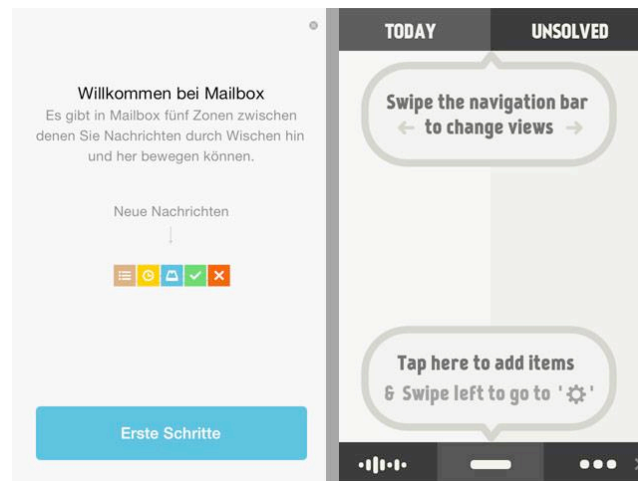 Willkommen bei Mailbox
Es gibt in Mailbox fünf Zonen zwischen
denen Sie Nachrichten durch Wischen hin
und her bewegen können.
Neue Nachrichten
Erste Schritte
TODAY
UNSOLVED
Swipe the navigation bar
← to change views →
Tap here to add items
& Swipe left to go to '⚙'